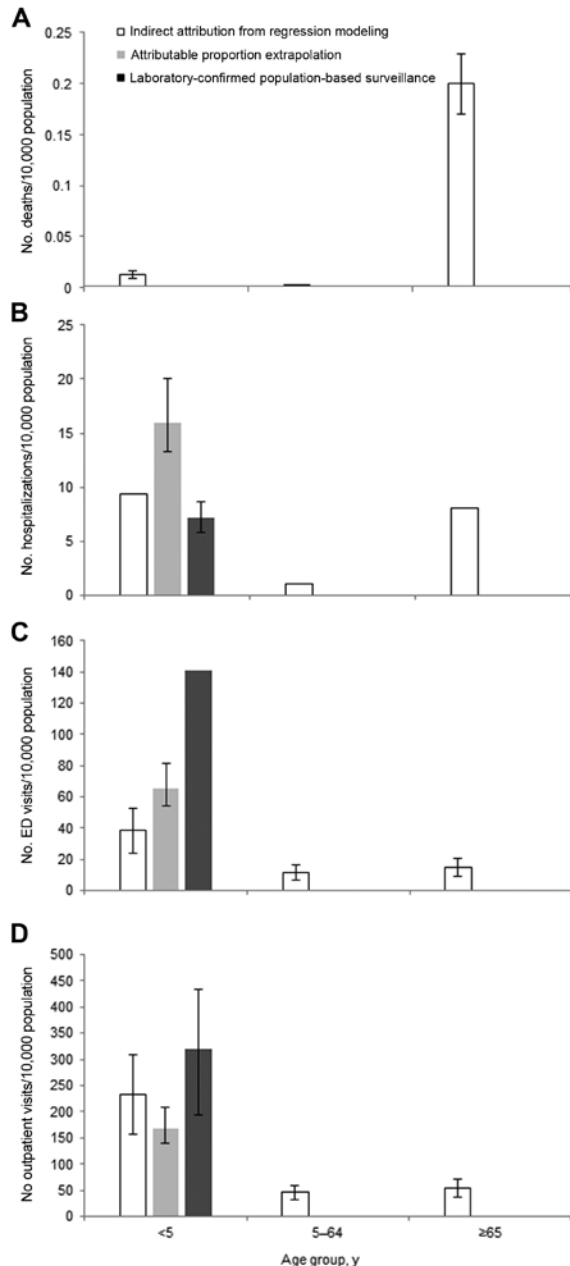 A
Indirect attribution from regression modeling
Attributable proportion extrapolation
Laboratory-confirmed population-based surveillance
No. deaths/10,000 population
0.25
0.2
0.15
0.1
0.05
0
B
No. hospitalizations/10,000 population
25
20
15
10
5
0
C
No. ED visits/10,000 population
160
140
120
100
80
60
40
20
0
D
No outpatient visits/10,000 population
500
450
400
350
300
250
200
150
100
50
0
<5 5–64 ≥65
Age group, y